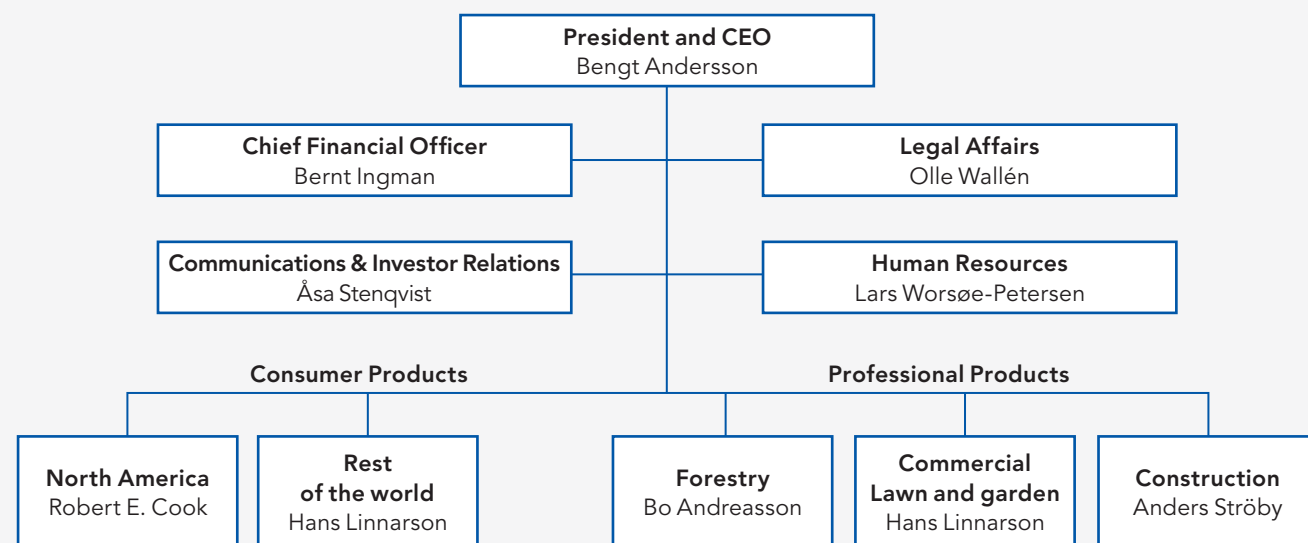 President and CEO
Bengt Andersson
Chief Financial Officer
Bernt Ingman
Legal Affairs
Olle Wallén
Communications & Investor Relations
Åsa Stenqvist
Human Resources
Lars Worsøe-Petersen
Consumer Products
Professional Products
North America
Robert E. Cook
Rest
of the world
Hans Linnarson
Forestry
Bo Andreasson
Commercial
Lawn and garden
Hans Linnarson
Construction
Anders Ströby